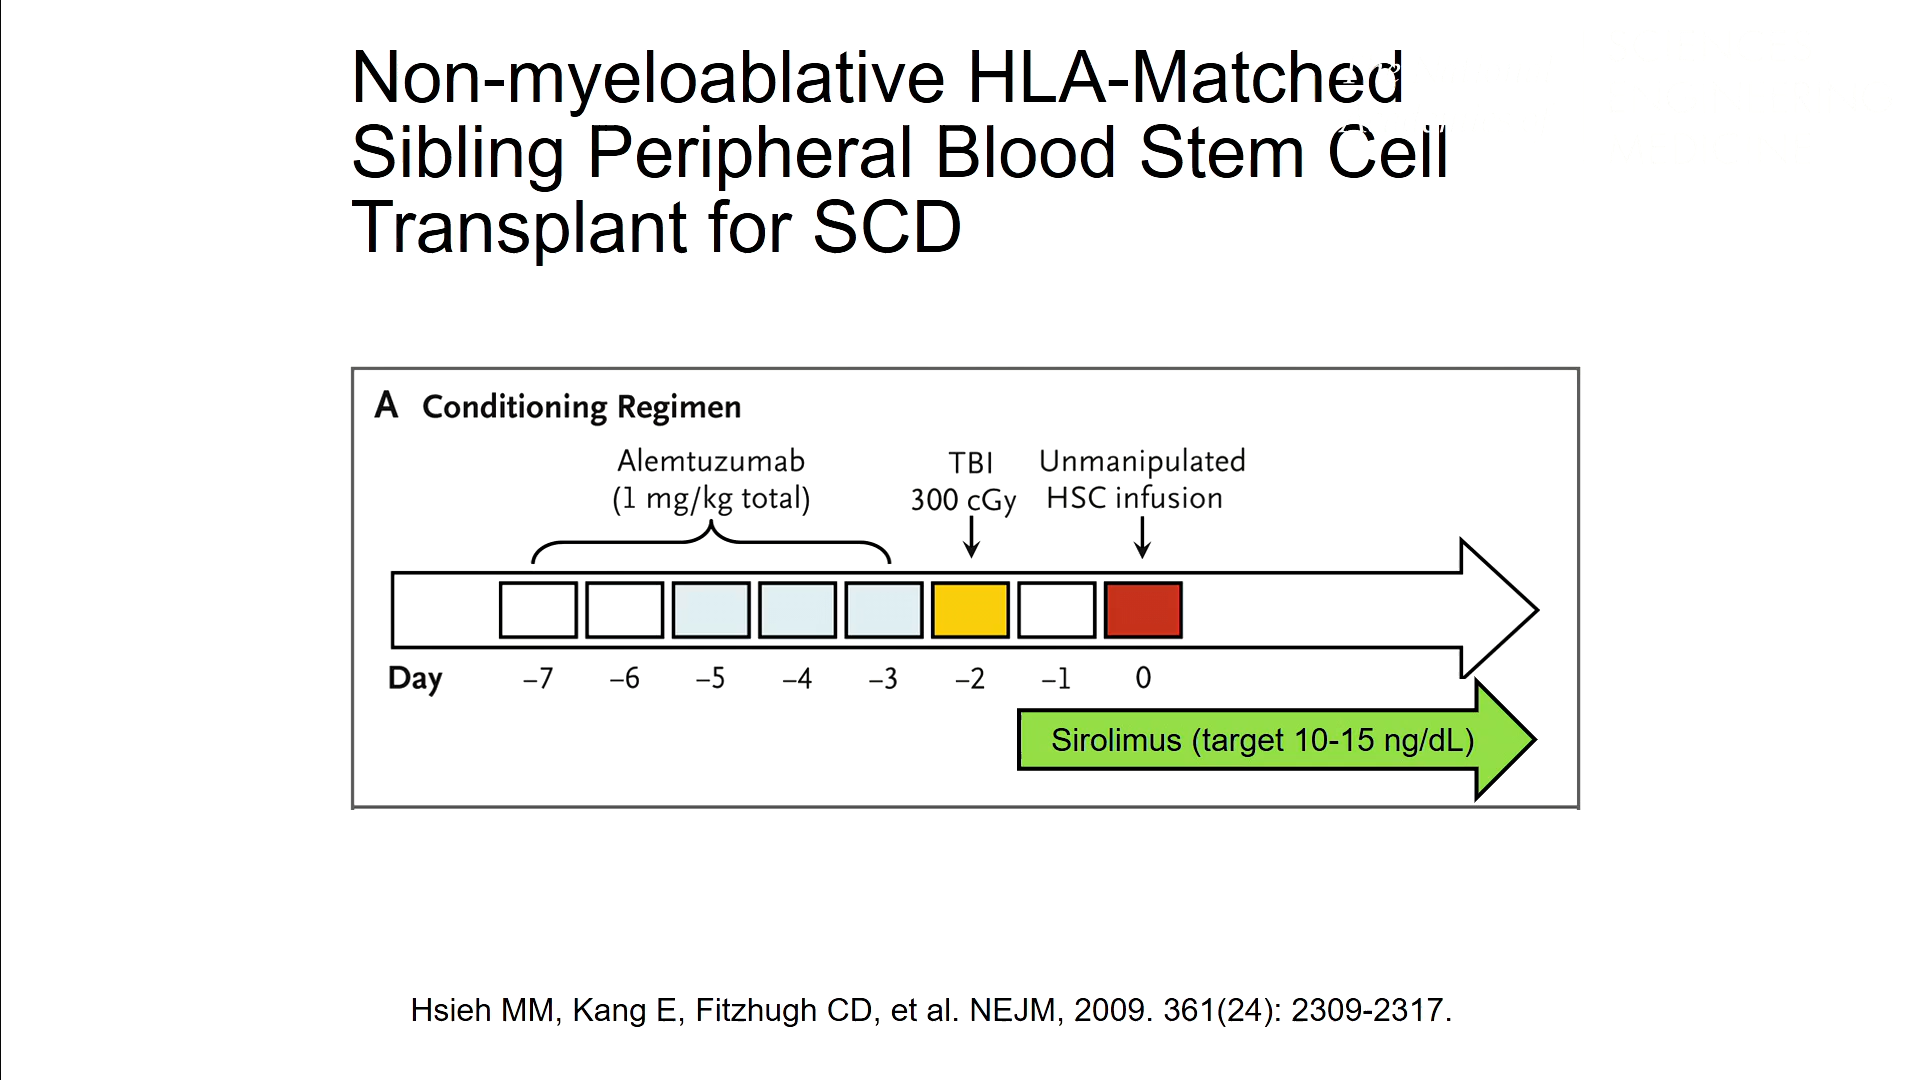 Non-myeloablative HLA-Matched
Sibling Peripheral Blood Stem Cell
Transplant for SCD
A Conditioning Regimen
Alemtuzumab
(1 mg/kg total)
TBI
300 cGy
Unmanipulated
HSC infusion
Day –7 –6 –5 –4 –3 –2 –1 0
Sirolimus (target 10-15 ng/dL)
Hsieh MM, Kang E, Fitzhugh CD, et al. NEJM, 2009. 361(24): 2309-2317.